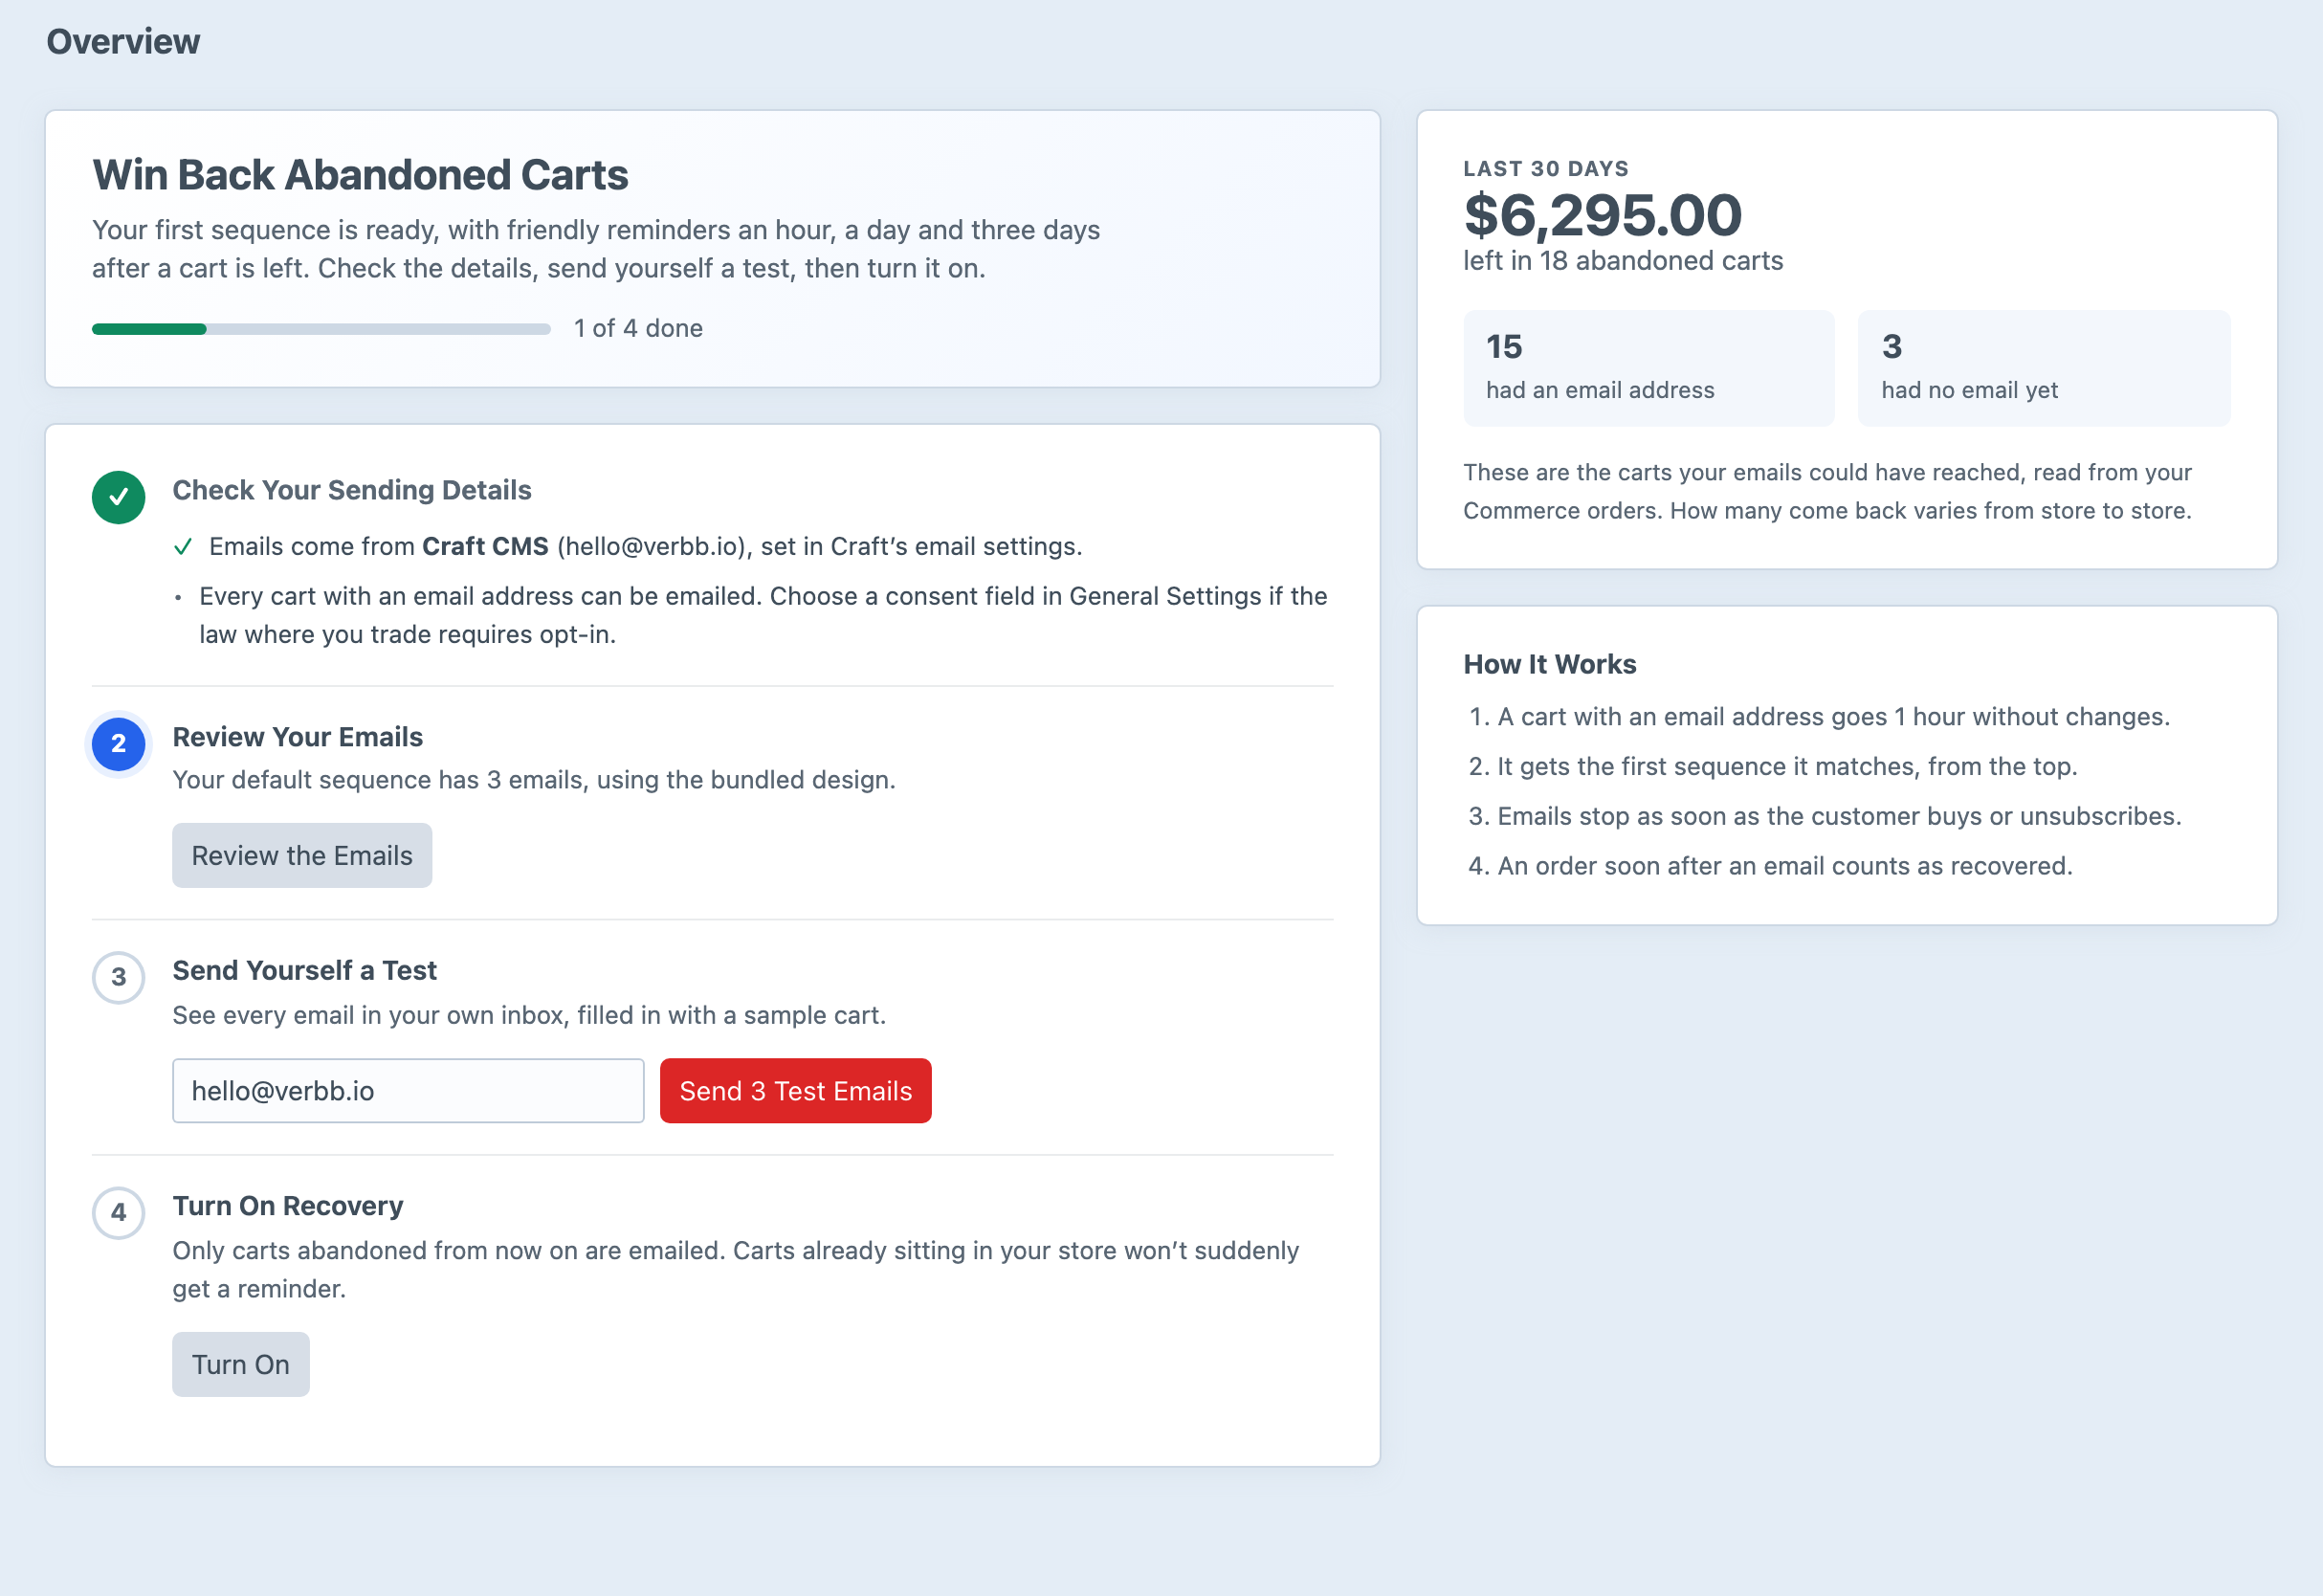 Overview
Win Back Abandoned Carts
Your first sequence is ready, with friendly reminders an hour, a day and three days
after a cart is left. Check the details, send yourself a test, then turn it on.
1 of 4 done
Check Your Sending Details
Emails come from Craft CMS (hello@verbb.io), set in Craft’s email settings.
• Every cart with an email address can be emailed. Choose a consent field in General Settings if the
law where you trade requires opt-in.
2
Review Your Emails
Your default sequence has 3 emails, using the bundled design.
Review the Emails
3
Send Yourself a Test
See every email in your own inbox, filled in with a sample cart.
hello@verbb.io
Send 3 Test Emails
4
Turn On Recovery
Only carts abandoned from now on are emailed. Carts already sitting in your store won’t suddenly
get a reminder.
Turn On
LAST 30 DAYS
$6,295.00
left in 18 abandoned carts
15
had an email address
3
had no email yet
These are the carts your emails could have reached, read from your
Commerce orders. How many come back varies from store to store.
How It Works
1. A cart with an email address goes 1 hour without changes.
2. It gets the first sequence it matches, from the top.
3. Emails stop as soon as the customer buys or unsubscribes.
4. An order soon after an email counts as recovered.